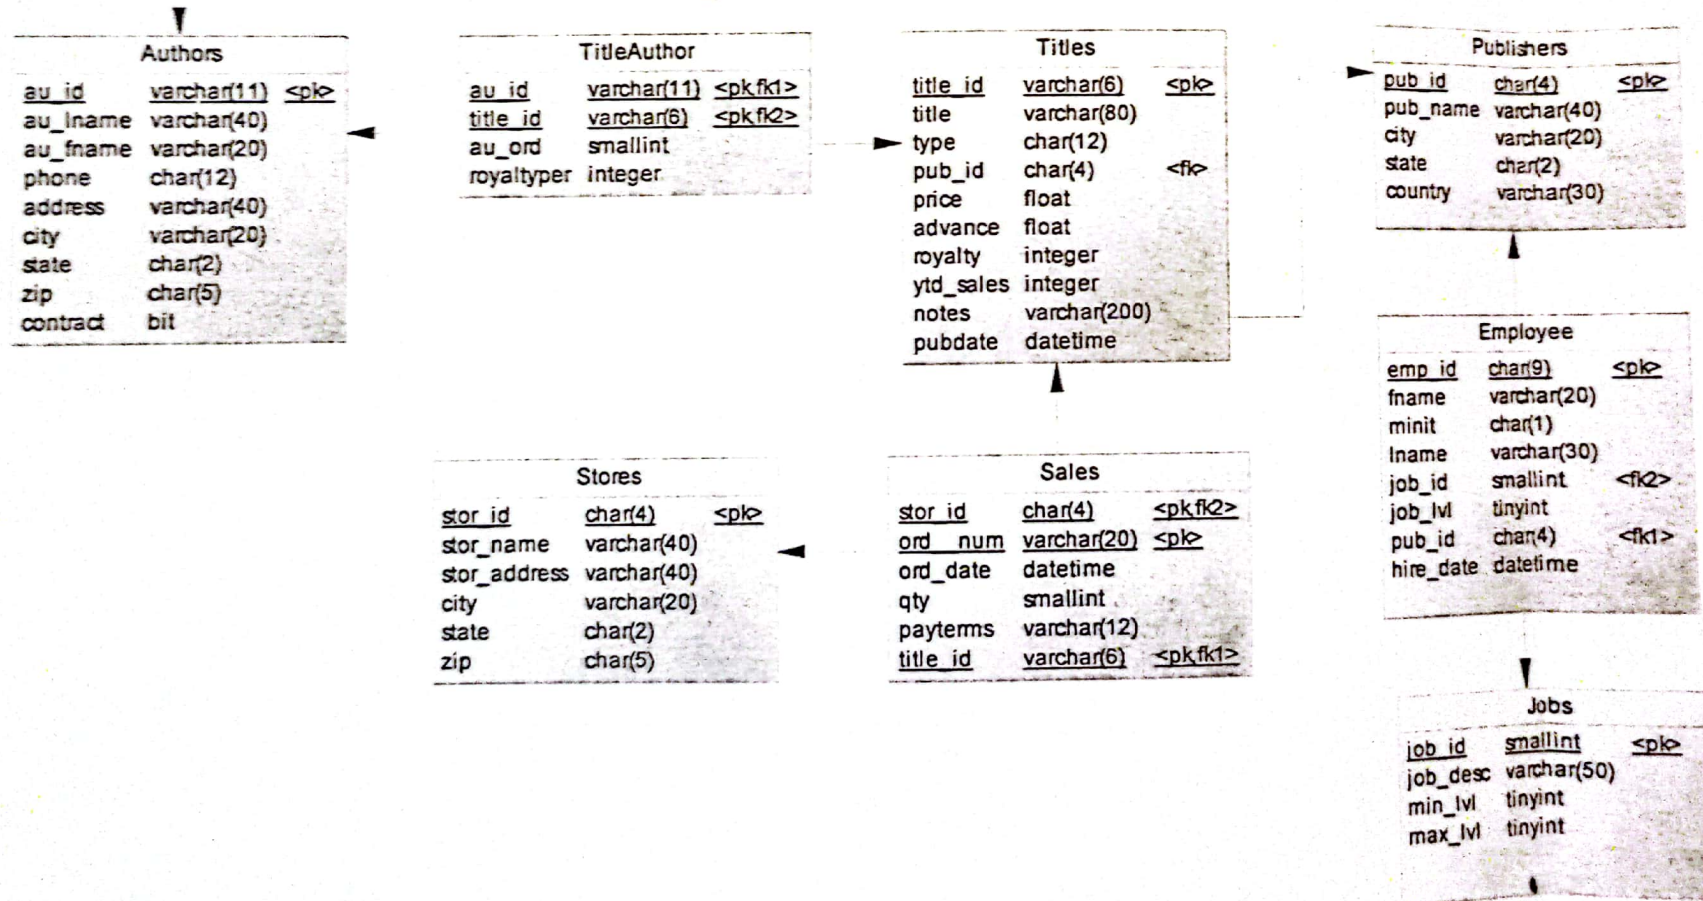 Authors
au_id varchar(11) <pk>
au_lname varchar(40)
au_fname varchar(20)
phone char(12)
address varchar(40)
city varchar(20)
state char(2)
zip char(5)
contract bit
TitleAuthor
au_id varchar(11) <pk,fk1>
title_id varchar(6) <pk,fk2>
au_ord smallint
royaltyper integer
Titles
title_id varchar(6) <pk>
title varchar(80)
type char(12)
pub_id char(4) <fk>
price float
advance float
royalty integer
ytd_sales integer
notes varchar(200)
pubdate datetime
Publishers
pub_id char(4) <pk>
pub_name varchar(40)
city varchar(20)
state char(2)
country varchar(30)
Stores
stor_id char(4) <pk>
stor_name varchar(40)
stor_address varchar(40)
city varchar(20)
state char(2)
zip char(5)
Sales
stor_id char(4) <pk,fk2>
ord_num varchar(20) <pk>
ord_date datetime
qty smallint
payterms varchar(12)
title_id varchar(6) <pk,fk1>
Employee
emp_id char(9) <pk>
fname varchar(20)
minit char(1)
lname varchar(30)
job_id smallint <fk2>
job_lvl tinyint
pub_id char(4) <fk1>
hire_date datetime
Jobs
job_id smallint <pk>
job_desc varchar(50)
min_lvl tinyint
max_lvl tinyint